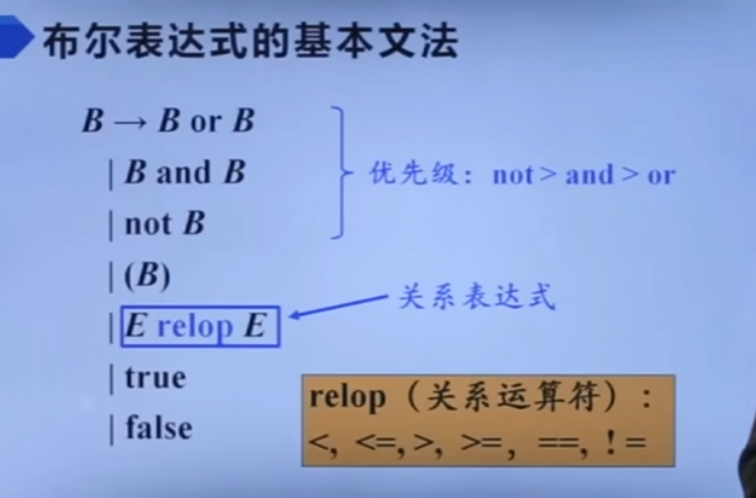 布尔表达式的基本文法
B → B or B
| B and B
优先级：not > and > or
| not B
| (B)
关系表达式
| E relop E
| true
relop（关系运算符）：
| false
<, <=, >, >=, ==, ! =